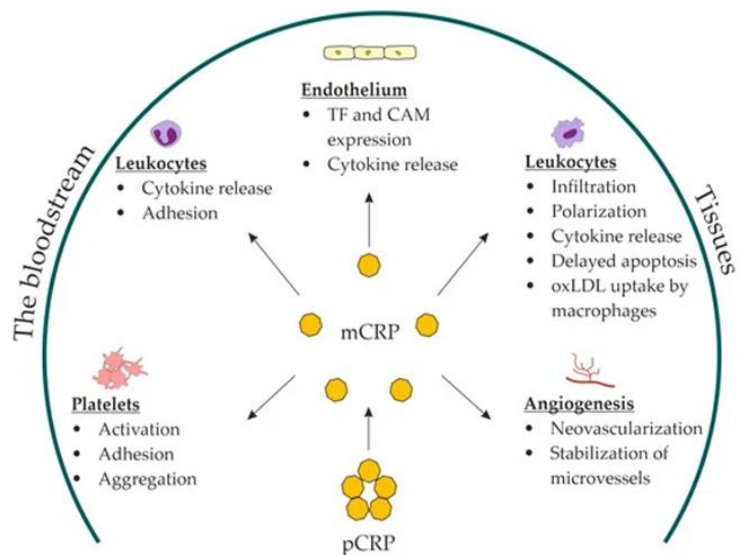 Endothelium
• TF and CAM
expression
• Cytokine release
The bloodstream
Leukocytes
• Cytokine release
• Adhesion
Leukocytes
• Infiltration
• Polarization
• Cytokine release
• Delayed apoptosis
• oxLDL uptake by
macrophages
Tissues
mCRP
Platelets
• Activation
• Adhesion
• Aggregation
Angiogenesis
• Neovascularization
• Stabilization of
microvessels
pCRP